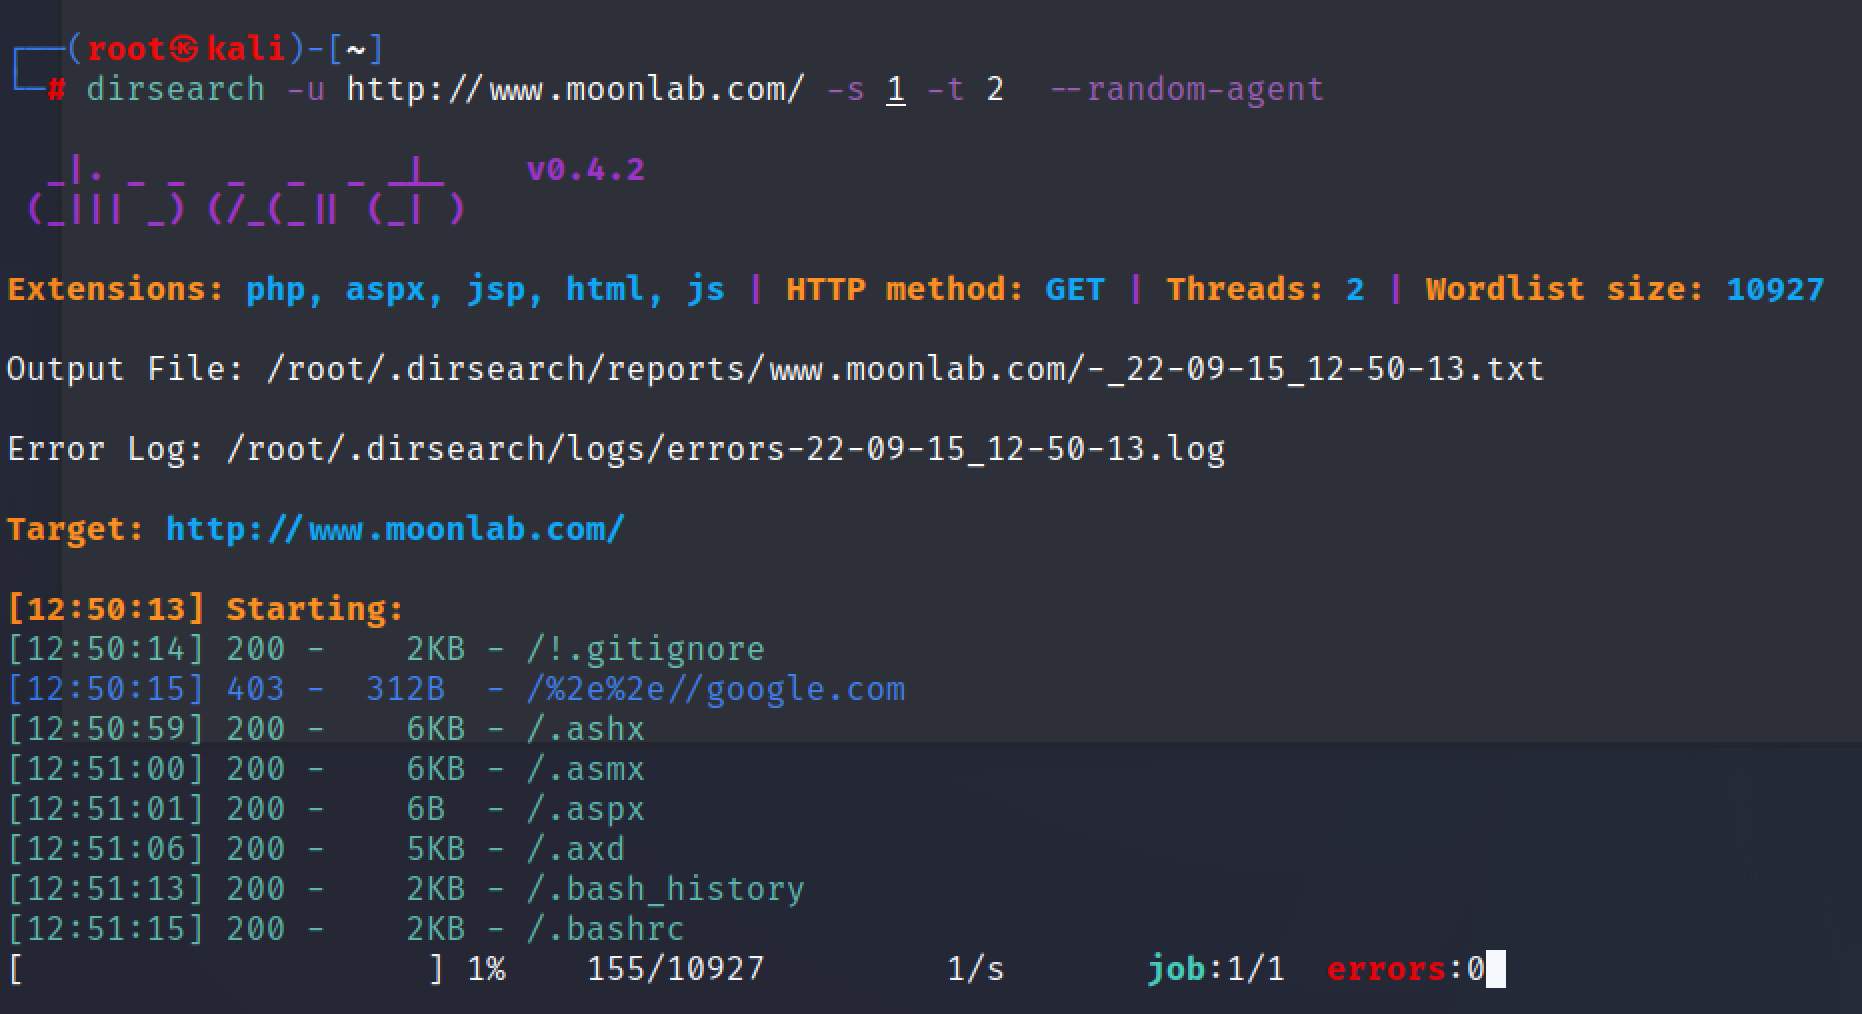 ┌──(root㉿kali)-[~]
└─# dirsearch -u http://www.moonlab.com/ -s 1 -t 2  --random-agent
  _|. _ _  _  _  _ _|_    v0.4.2
 (_||| _) (/_(_|| (_| )
Extensions: php, aspx, jsp, html, js | HTTP method: GET | Threads: 2 | Wordlist size: 10927
Output File: /root/.dirsearch/reports/www.moonlab.com/-_22-09-15_12-50-13.txt
Error Log: /root/.dirsearch/logs/errors-22-09-15_12-50-13.log
Target: http://www.moonlab.com/
[12:50:13] Starting:
[12:50:14] 200 -    2KB - /!.gitignore
[12:50:15] 403 -  312B  - /%2e%2e//google.com
[12:50:59] 200 -    6KB - /.ashx
[12:51:00] 200 -    6KB - /.asmx
[12:51:01] 200 -    6B  - /.aspx
[12:51:06] 200 -    5KB - /.axd
[12:51:13] 200 -    2KB - /.bash_history
[12:51:15] 200 -    2KB - /.bashrc
[                    ] 1%    155/10927         1/s       job:1/1  errors:0